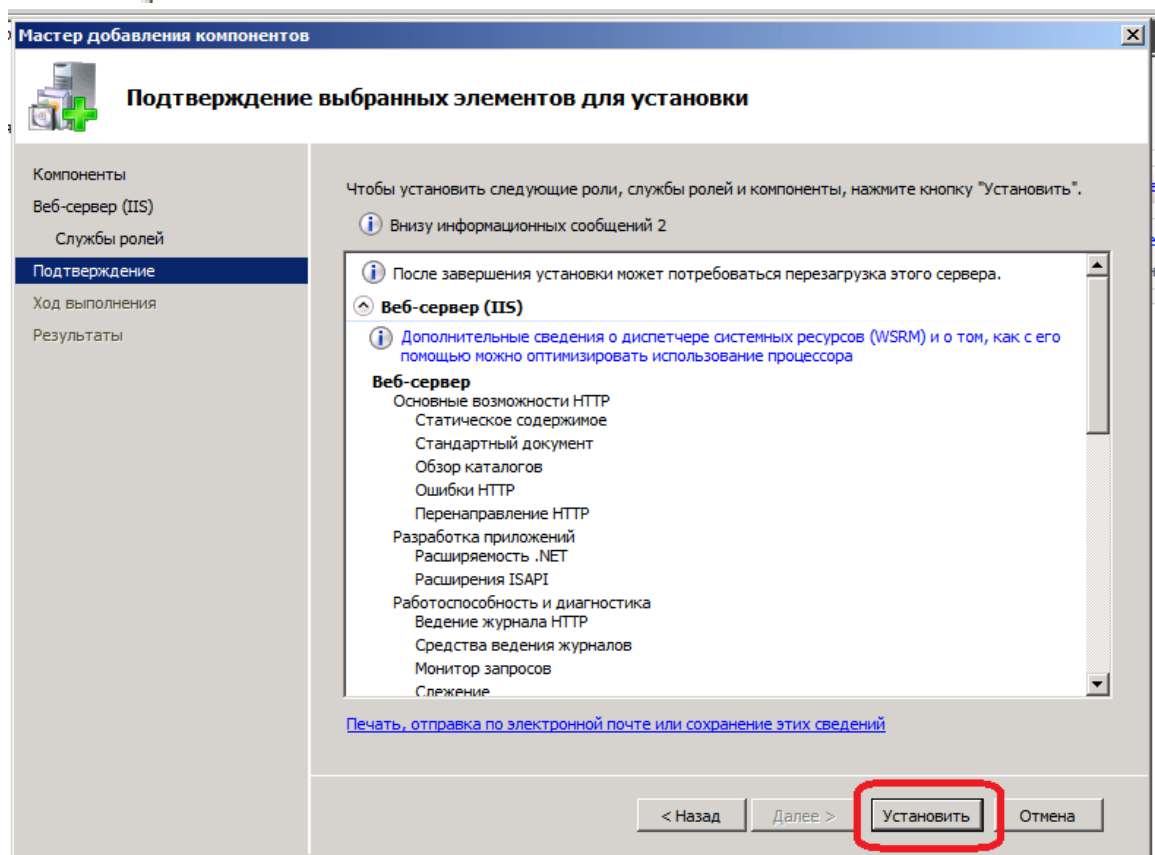 Мастер добавления компонентов
Подтверждение выбранных элементов для установки
Компоненты
Веб-сервер (IIS)
Службы ролей
Подтверждение
Ход выполнения
Результаты
Чтобы установить следующие роли, службы ролей и компоненты, нажмите кнопку "Установить".
Внизу информационных сообщений 2
После завершения установки может потребоваться перезагрузка этого сервера.
Веб-сервер (IIS)
Дополнительные сведения о диспетчере системных ресурсов (WSRM) и о том, как с его
помощью можно оптимизировать использование процессора
Веб-сервер
Основные возможности HTTP
Статическое содержимое
Стандартный документ
Обзор каталогов
Ошибки HTTP
Перенаправление HTTP
Разработка приложений
Расширяемость .NET
Расширения ISAPI
Работоспособность и диагностика
Ведение журнала HTTP
Средства ведения журналов
Монитор запросов
Слежение
Печать, отправка по электронной почте или сохранение этих сведений
< Назад
Далее >
Установить
Отмена